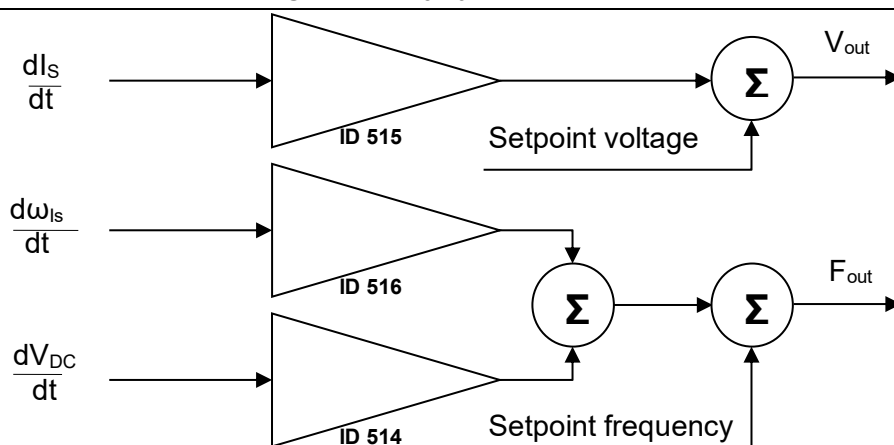 dI_S
dt
ID 515
Σ
V_out
Setpoint voltage
dω_Is
dt
ID 516
Σ
Σ
F_out
dV_DC
dt
ID 514
Setpoint frequency